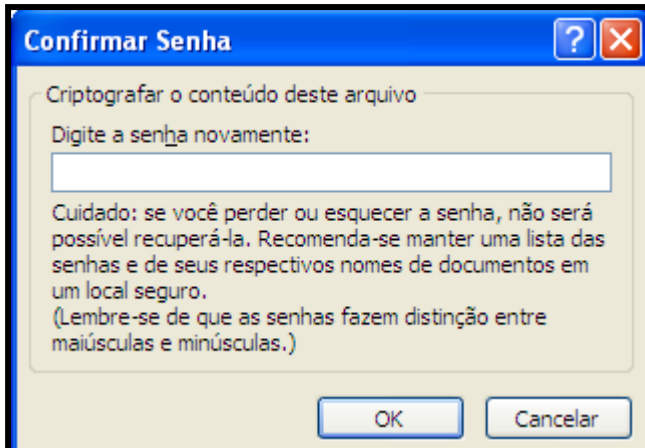 Confirmar Senha
?
Criptografar o conteúdo deste arquivo
Digite a senha novamente:
Cuidado: se você perder ou esquecer a senha, não será
possível recuperá-la. Recomenda-se manter uma lista das
senhas e de seus respectivos nomes de documentos em
um local seguro.
(Lembre-se de que as senhas fazem distinção entre
maiúsculas e minúsculas.)
OK
Cancelar